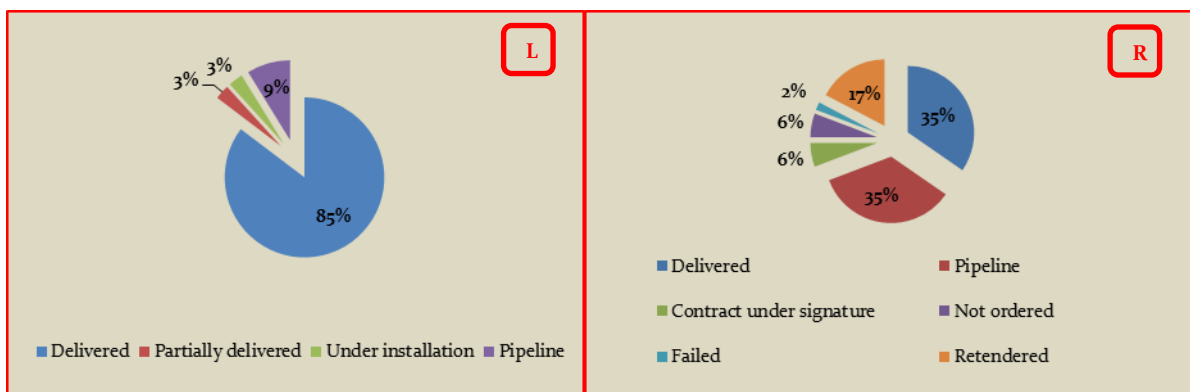 L
3%
3%
9%
85%
Delivered Partially delivered Under installation Pipeline
R
2%
17%
35%
6%
6%
35%
Delivered Pipeline
Contract under signature Not ordered
Failed Retendered